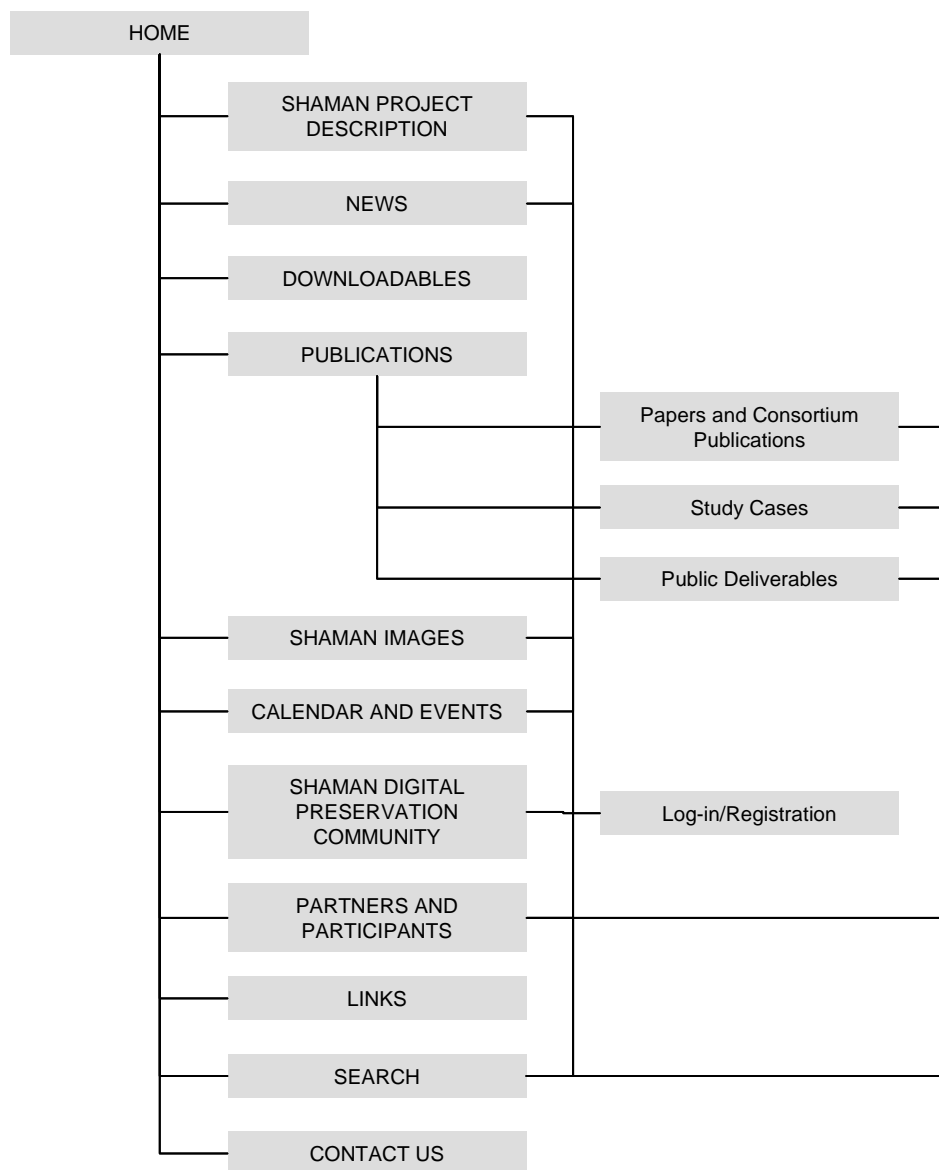 HOME
SHAMAN PROJECT
DESCRIPTION
NEWS
DOWNLOADABLES
PUBLICATIONS
Papers and Consortium
Publications
Study Cases
Public Deliverables
SHAMAN IMAGES
CALENDAR AND EVENTS
SHAMAN DIGITAL
PRESERVATION
COMMUNITY
Log-in/Registration
PARTNERS AND
PARTICIPANTS
LINKS
SEARCH
CONTACT US